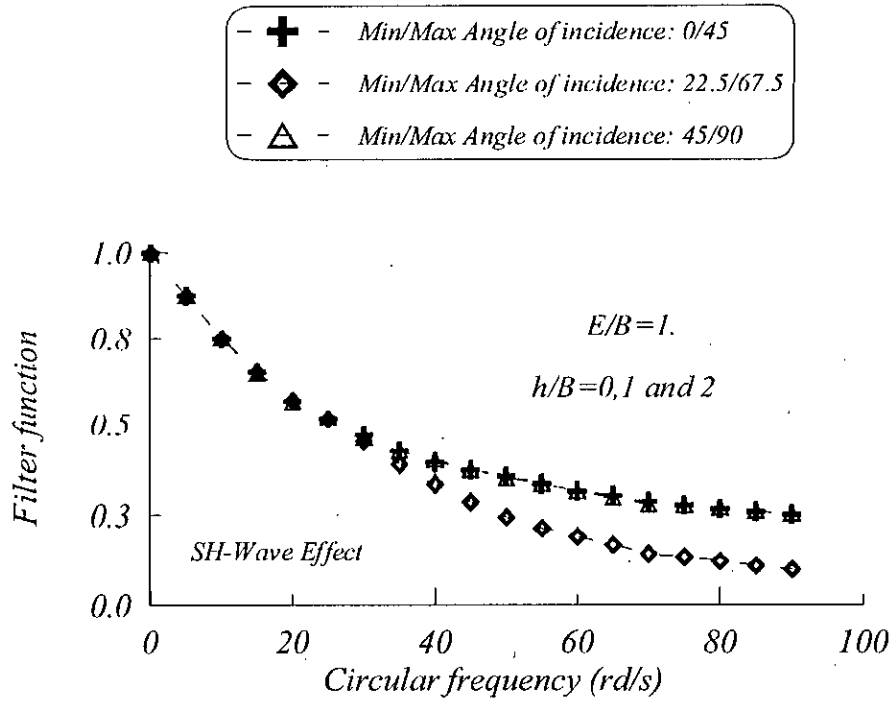 Min/Max Angle of incidence: 0/45
Min/Max Angle of incidence: 22.5/67.5
Min/Max Angle of incidence: 45/90
1.0
0.8
0.5
0.3
0.0
Filter function
E/B=1.
h/B=0,1 and 2
SH-Wave Effect
0 20 40 60 80 100
Circular frequency (rd/s)